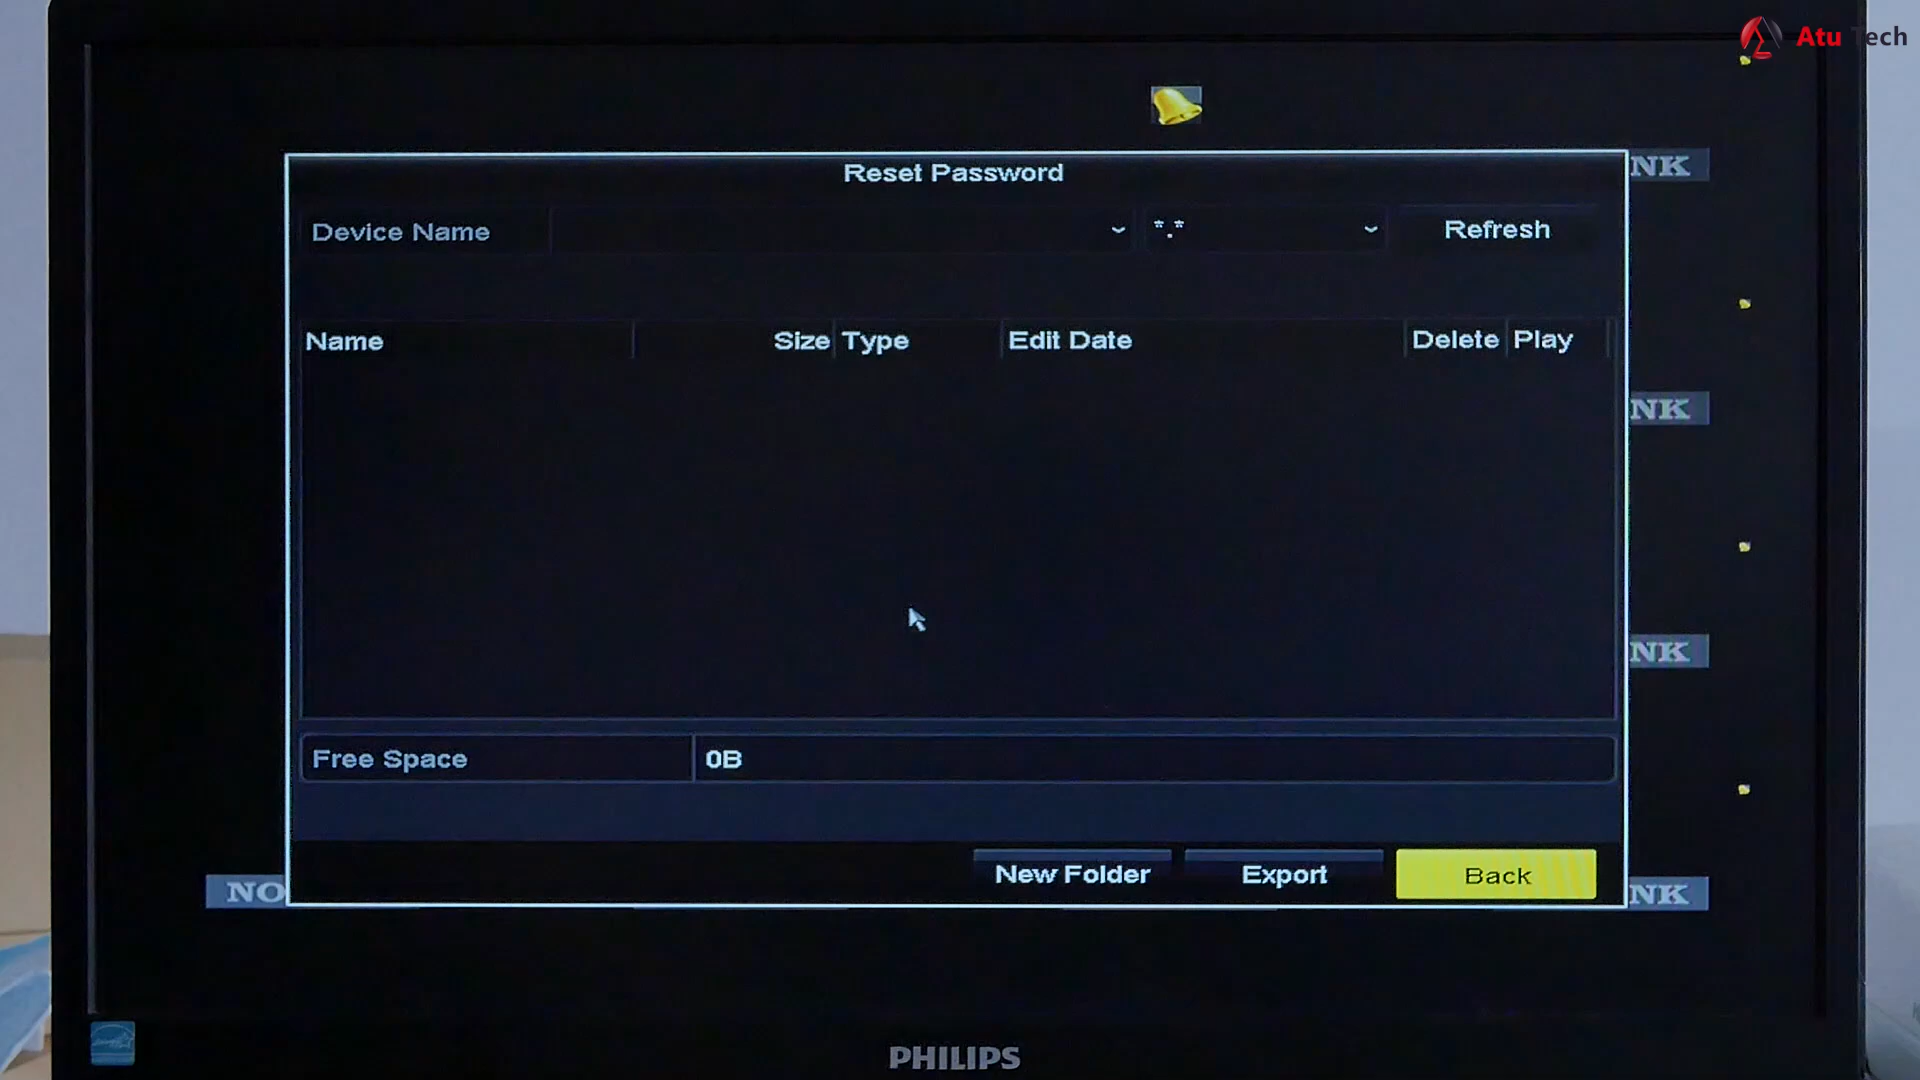 Atu Tech
Reset Password
Device Name
*.*
Refresh
Name
Size
Type
Edit Date
Delete
Play
Free Space
0B
New Folder
Export
Back
NK
NK
NK
NO
NK
PHILIPS